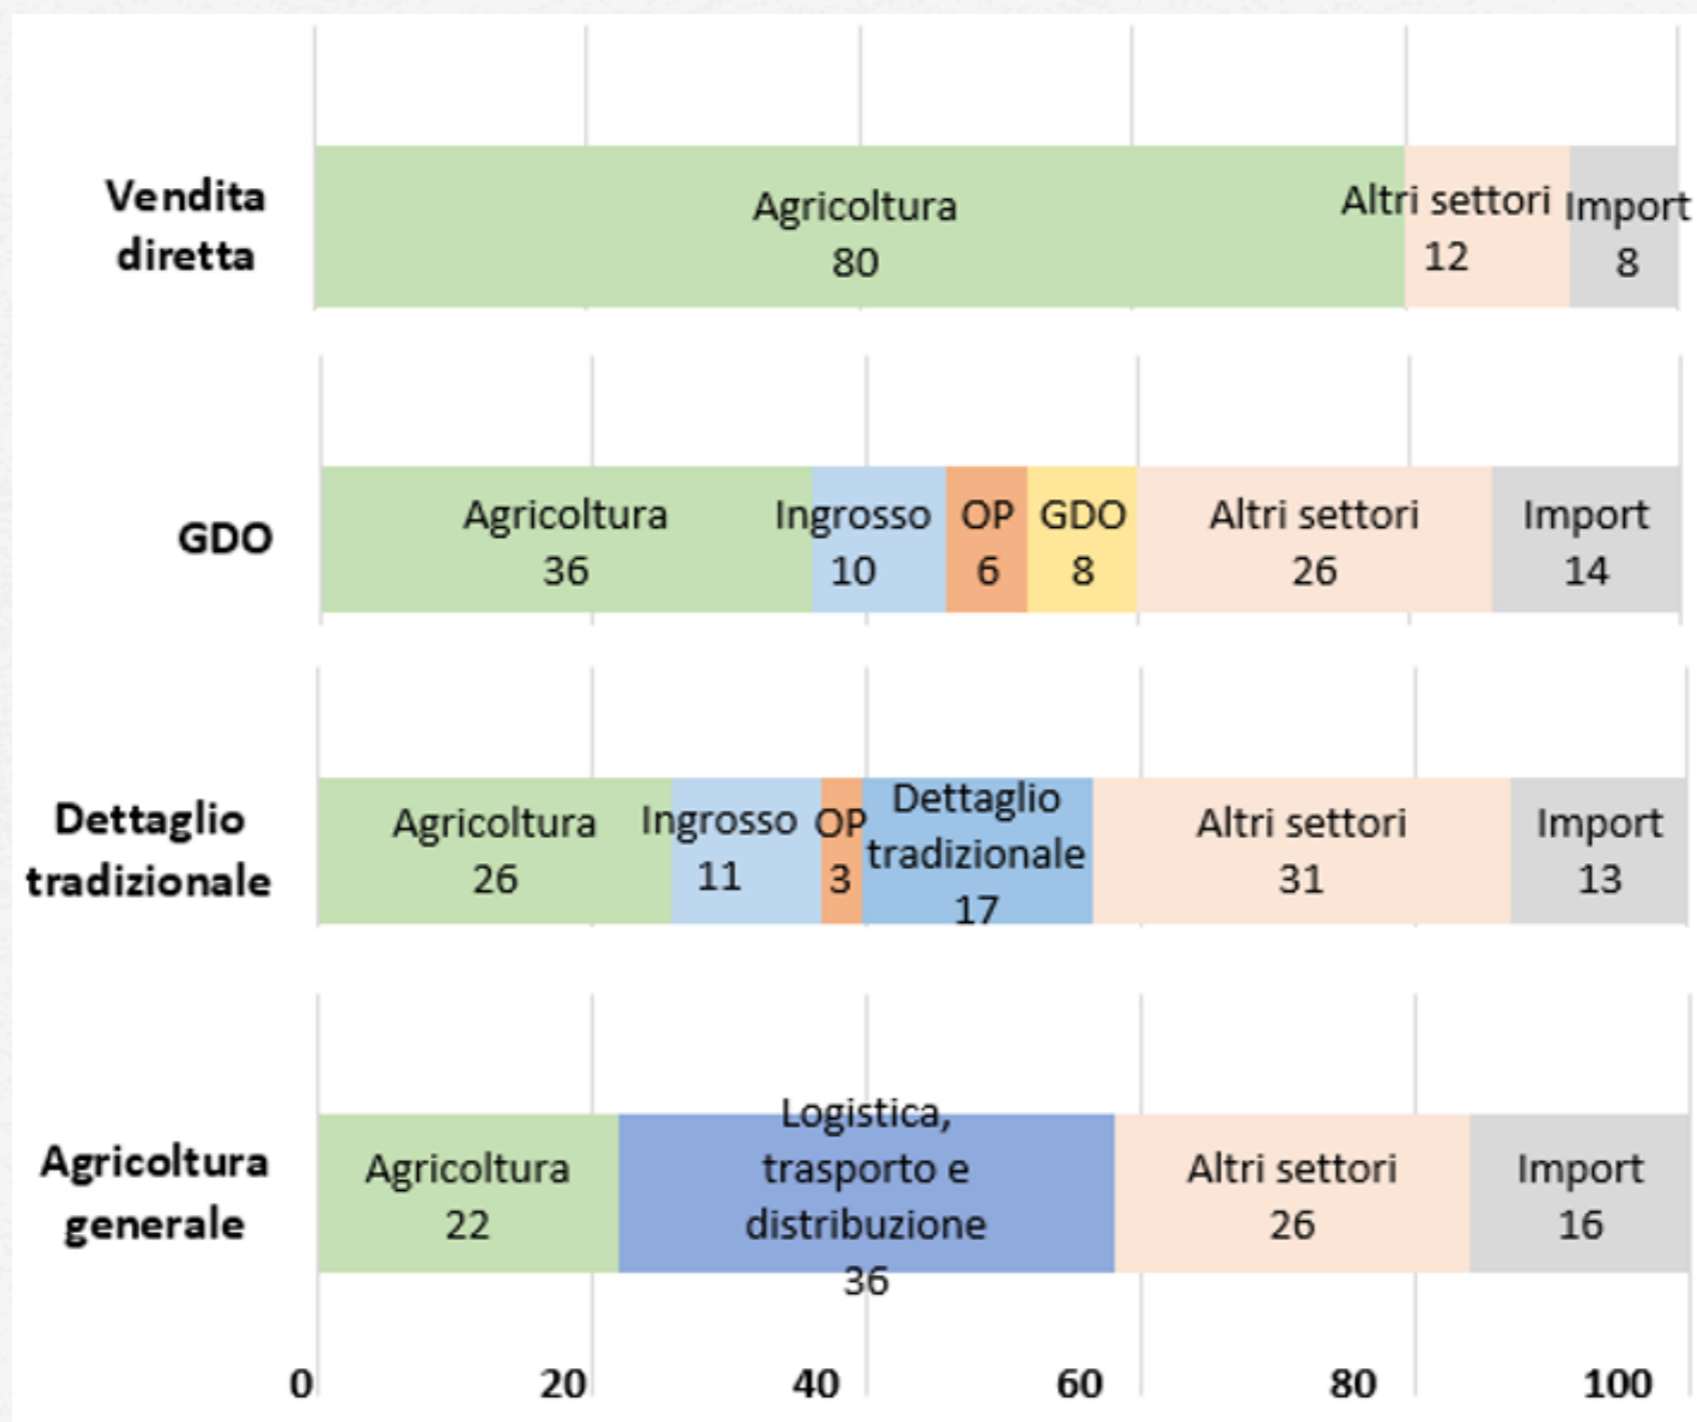 Vendita
diretta
Agricoltura
80
Altri settori
12
Import
8
GDO
Agricoltura
36
Ingrosso
10
OP
6
GDO
8
Altri settori
26
Import
14
Dettaglio
tradizionale
Agricoltura
26
Ingrosso
11
OP
3
Dettaglio
tradizionale
17
Altri settori
31
Import
13
Agricoltura
generale
Agricoltura
22
Logistica,
trasporto e
distribuzione
36
Altri settori
26
Import
16
0 20 40 60 80 100